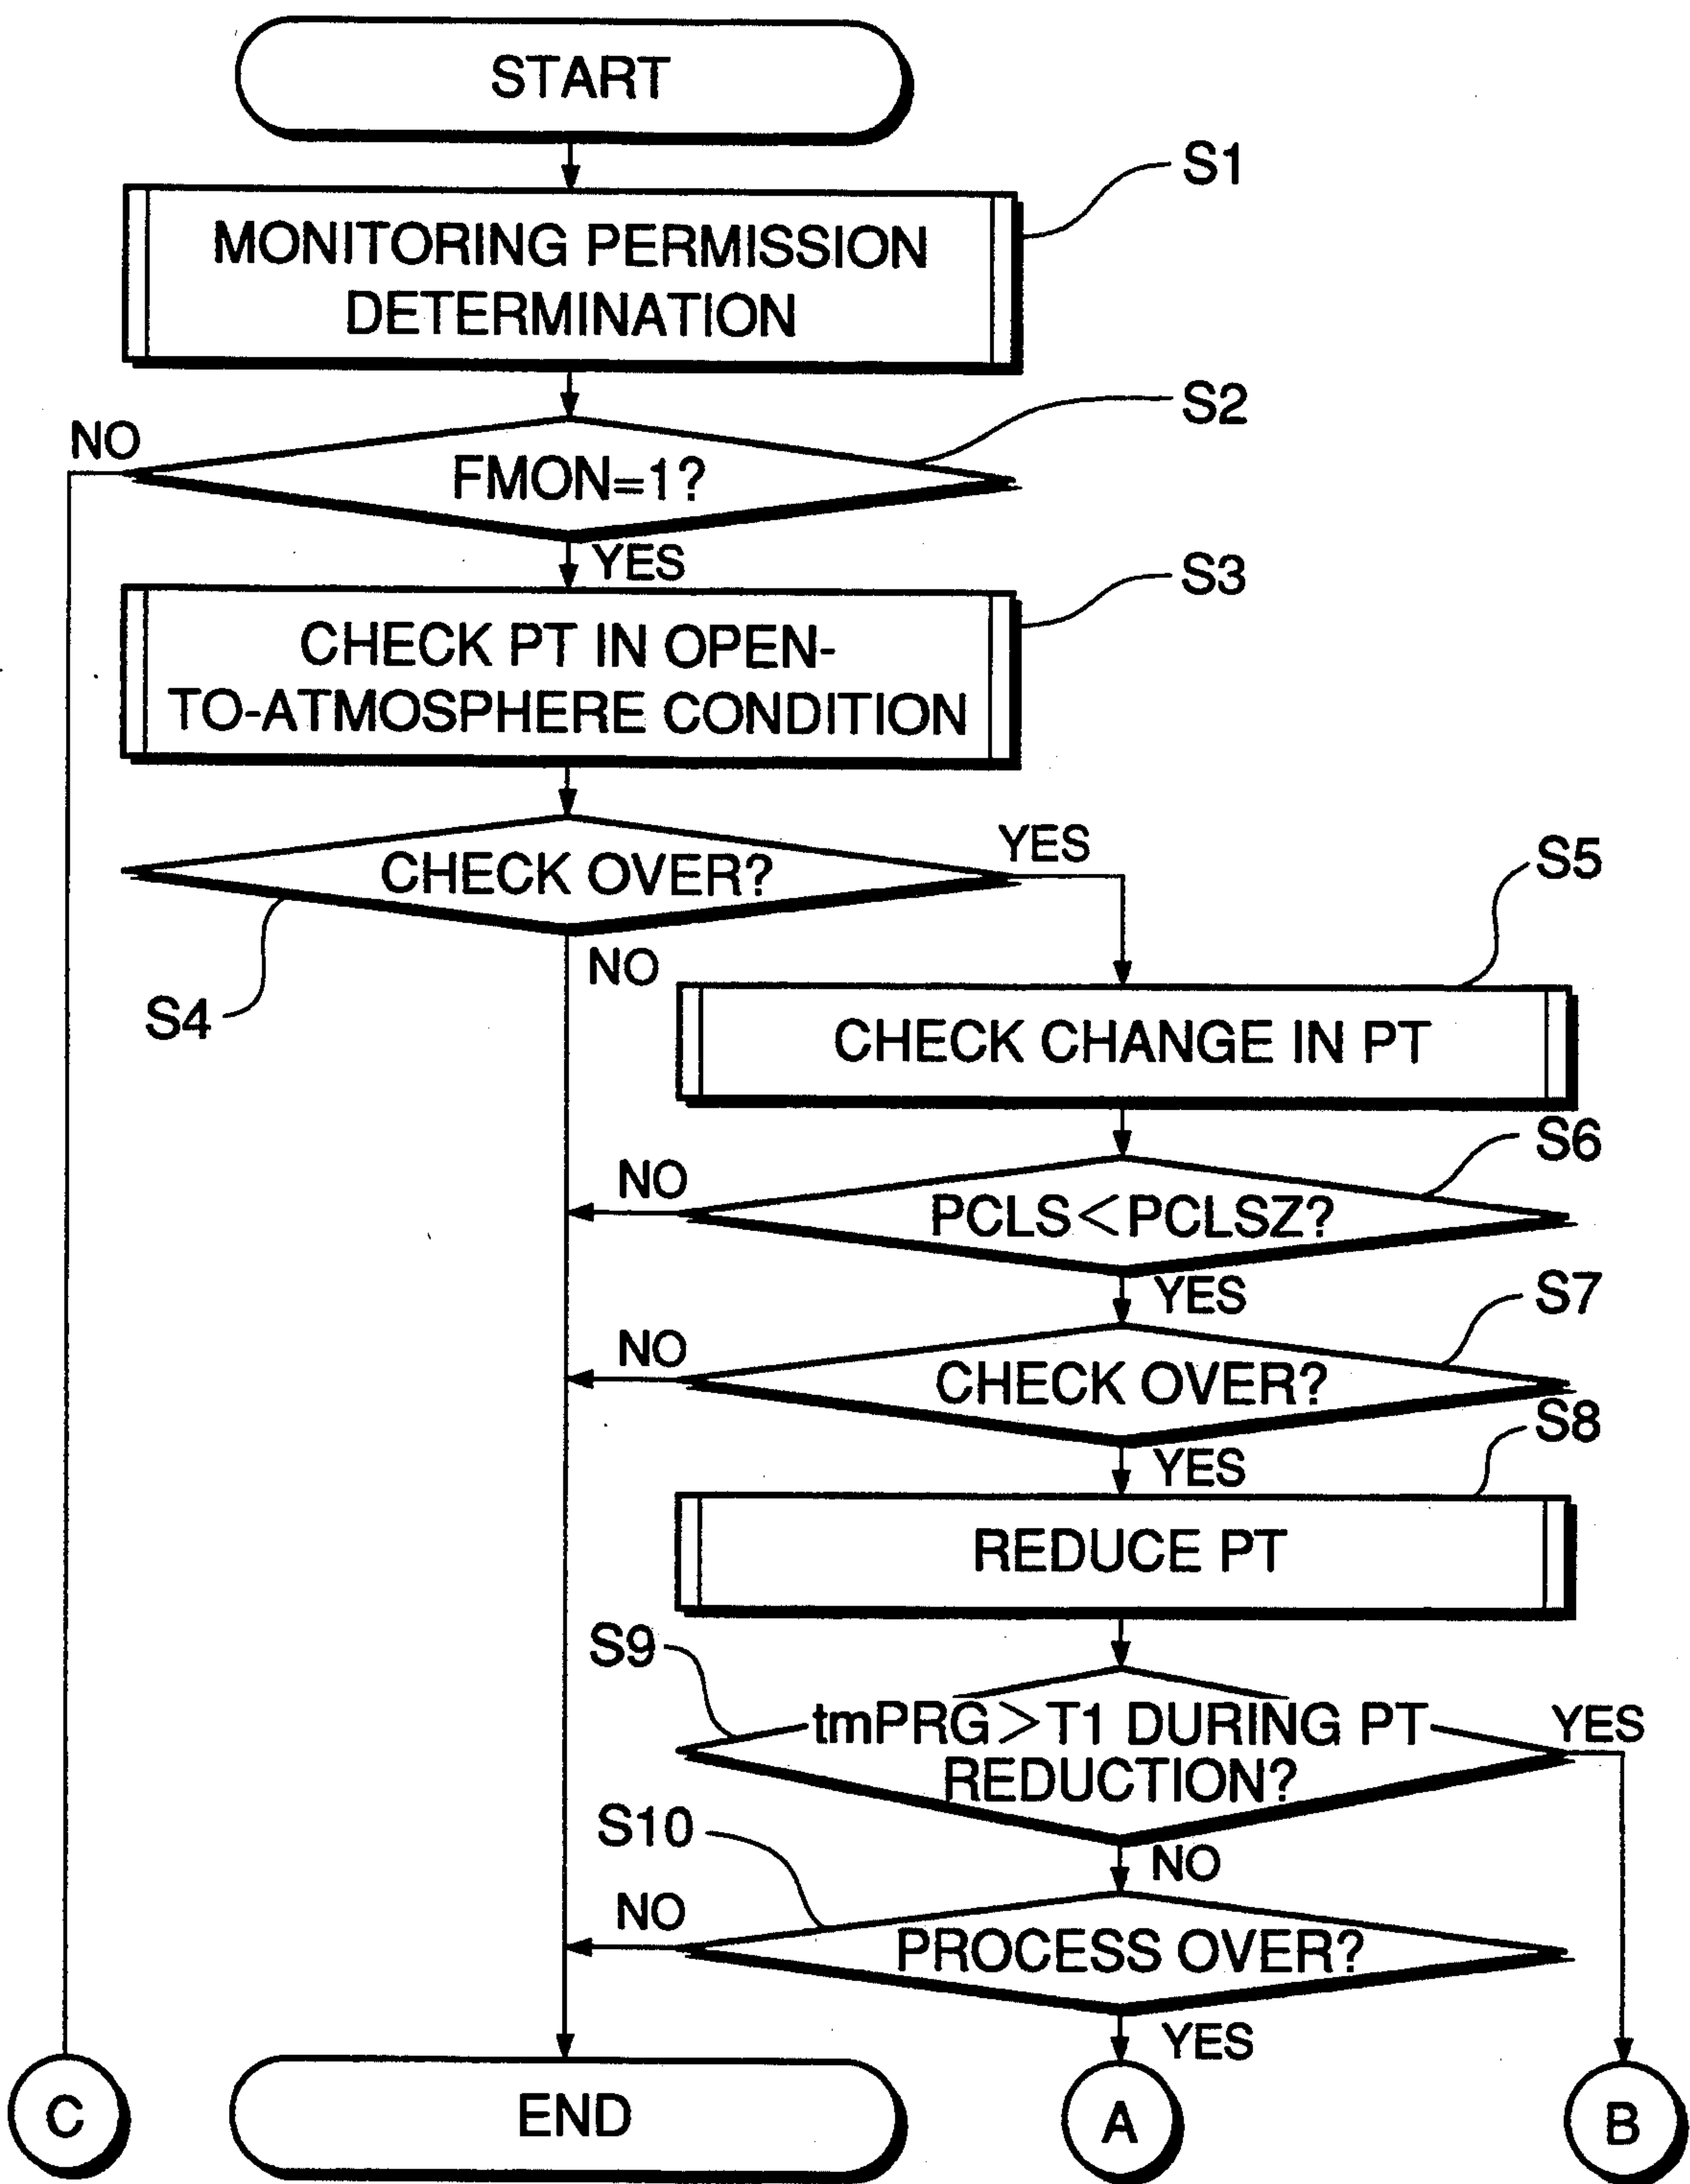 START
S1
MONITORING PERMISSION
DETERMINATION
S2
NO
FMON=1?
YES
S3
CHECK PT IN OPEN-
TO-ATMOSPHERE CONDITION
YES
CHECK OVER?
S5
NO
S4
CHECK CHANGE IN PT
S6
NO
PCLS<PCLSZ?
YES
S7
NO
CHECK OVER?
S8
YES
REDUCE PT
S9
tmPRG>T1 DURING PT
REDUCTION?
YES
S10
NO
NO
PROCESS OVER?
YES
C
END
A
B